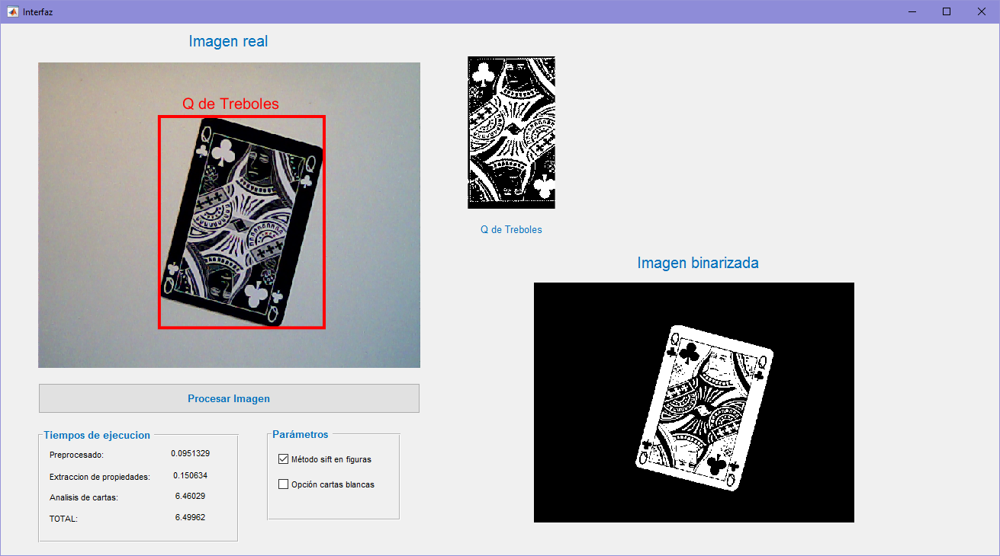 Interfaz
Imagen real
Q de Treboles
Q
Q
Q
Q
Q de Treboles
Imagen binarizada
Q
Q
Q
Q
Procesar Imagen
Tiempos de ejecucion
Preprocesado: 0.0951329
Extraccion de propiedades: 0.150634
Analisis de cartas: 6.46029
TOTAL: 6.49962
Parámetros
Método sift en figuras
Opción cartas blancas